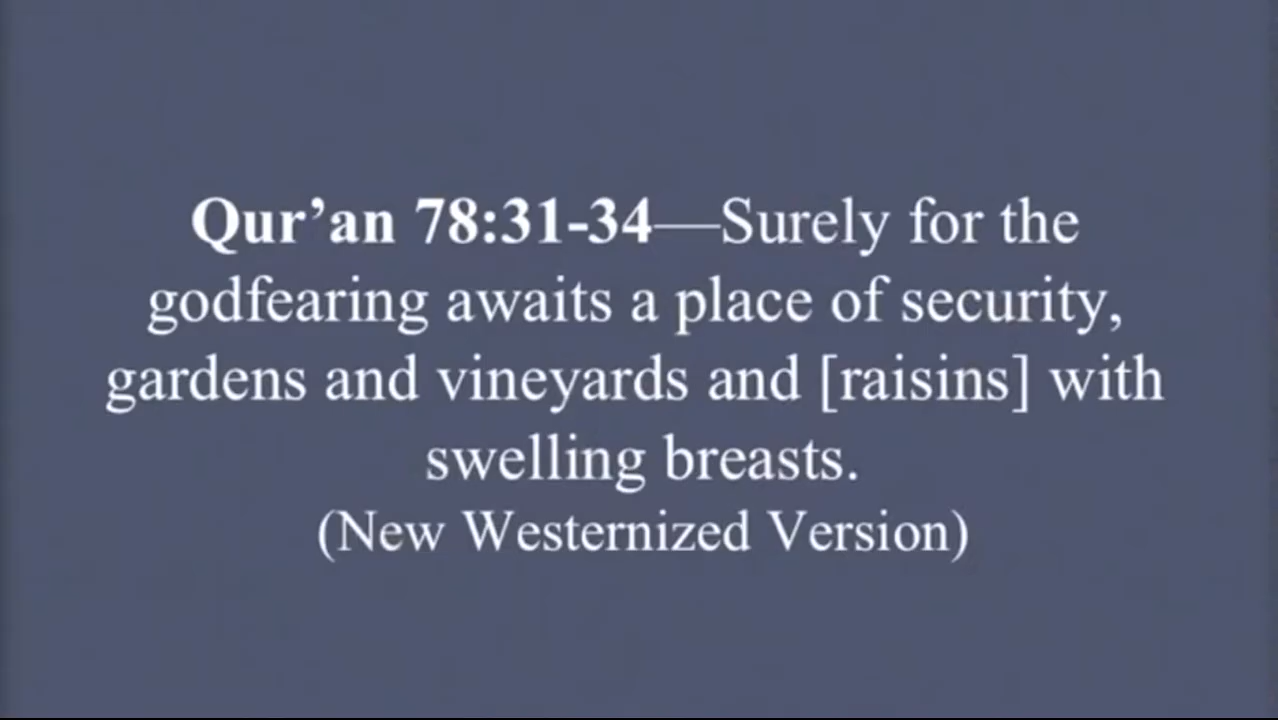 Qur’an 78:31-34—Surely for the
godfearing awaits a place of security,
gardens and vineyards and [raisins] with
swelling breasts.
(New Westernized Version)